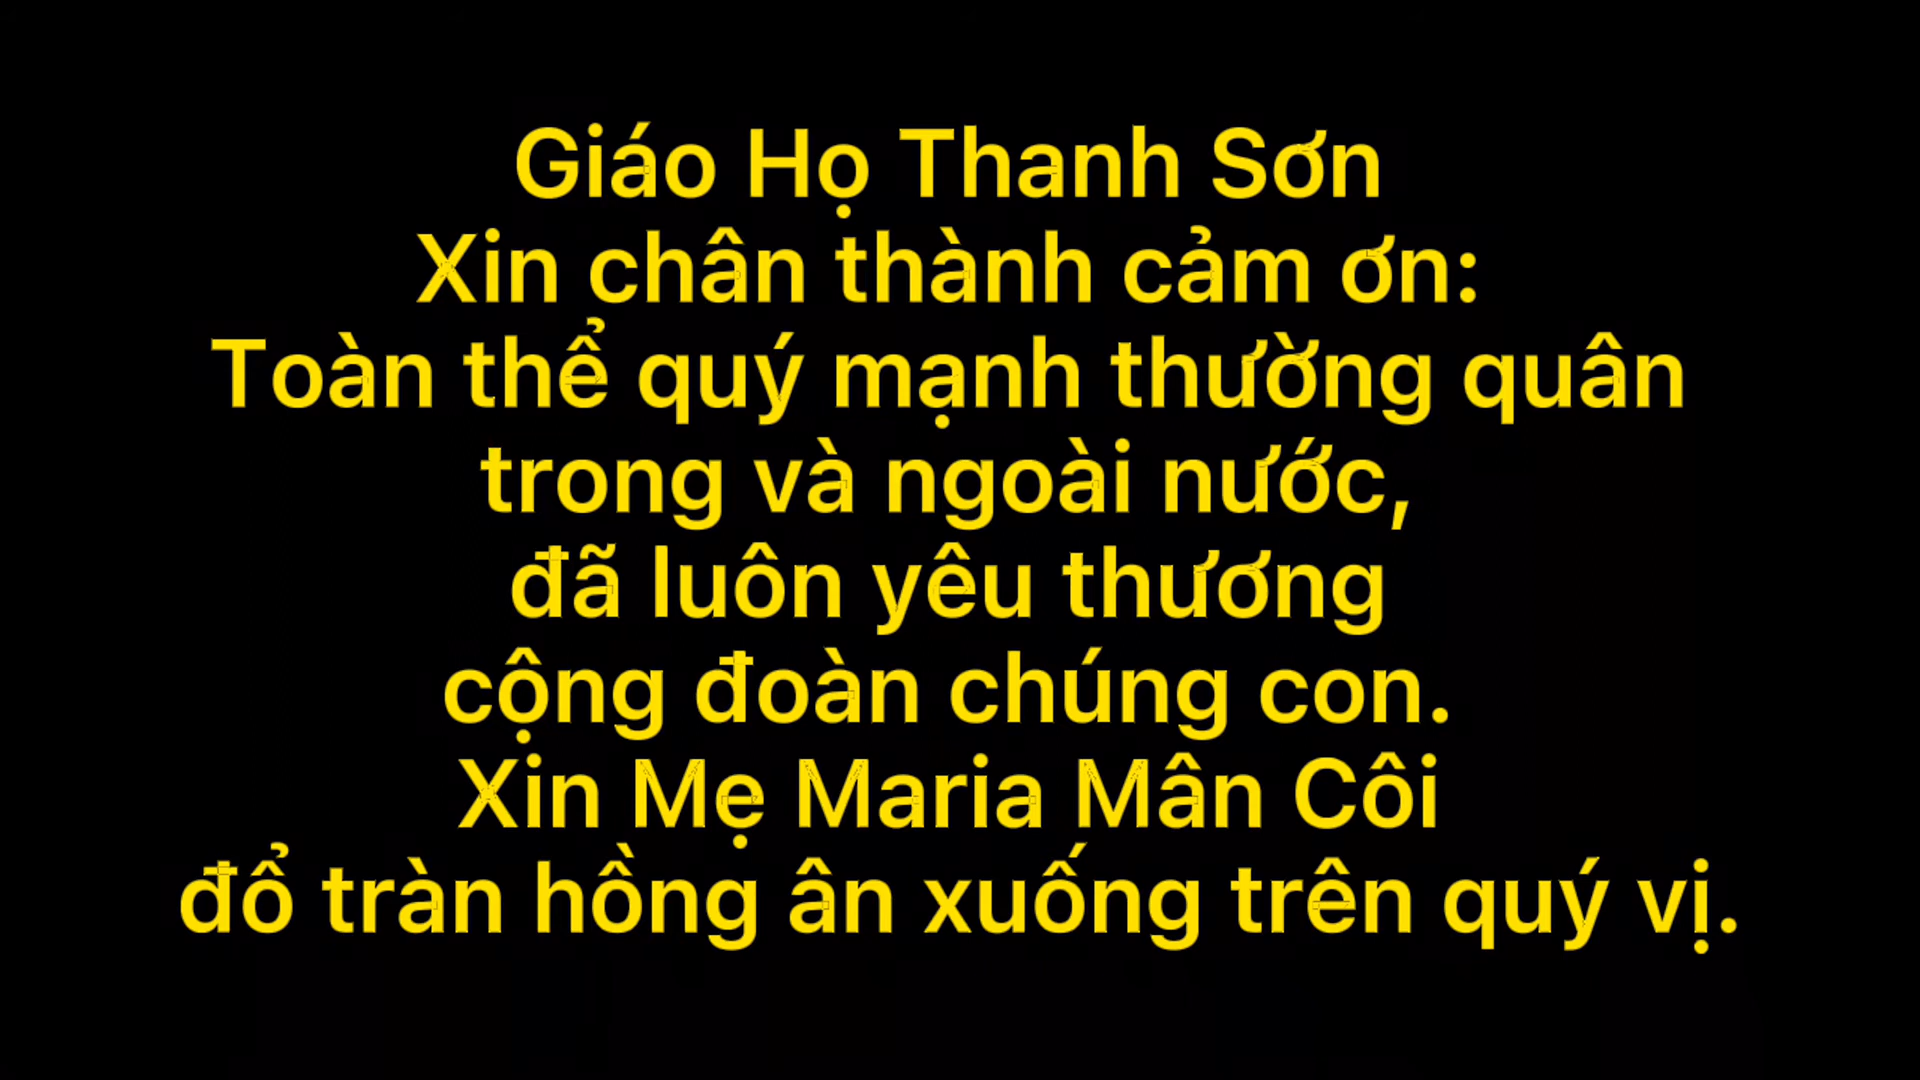 Giáo Họ Thanh Sơn
Xin chân thành cảm ơn:
Toàn thể quý mạnh thường quân
trong và ngoài nước,
đã luôn yêu thương
cộng đoàn chúng con.
Xin Mẹ Maria Mân Côi
đổ tràn hồng ân xuống trên quý vị.